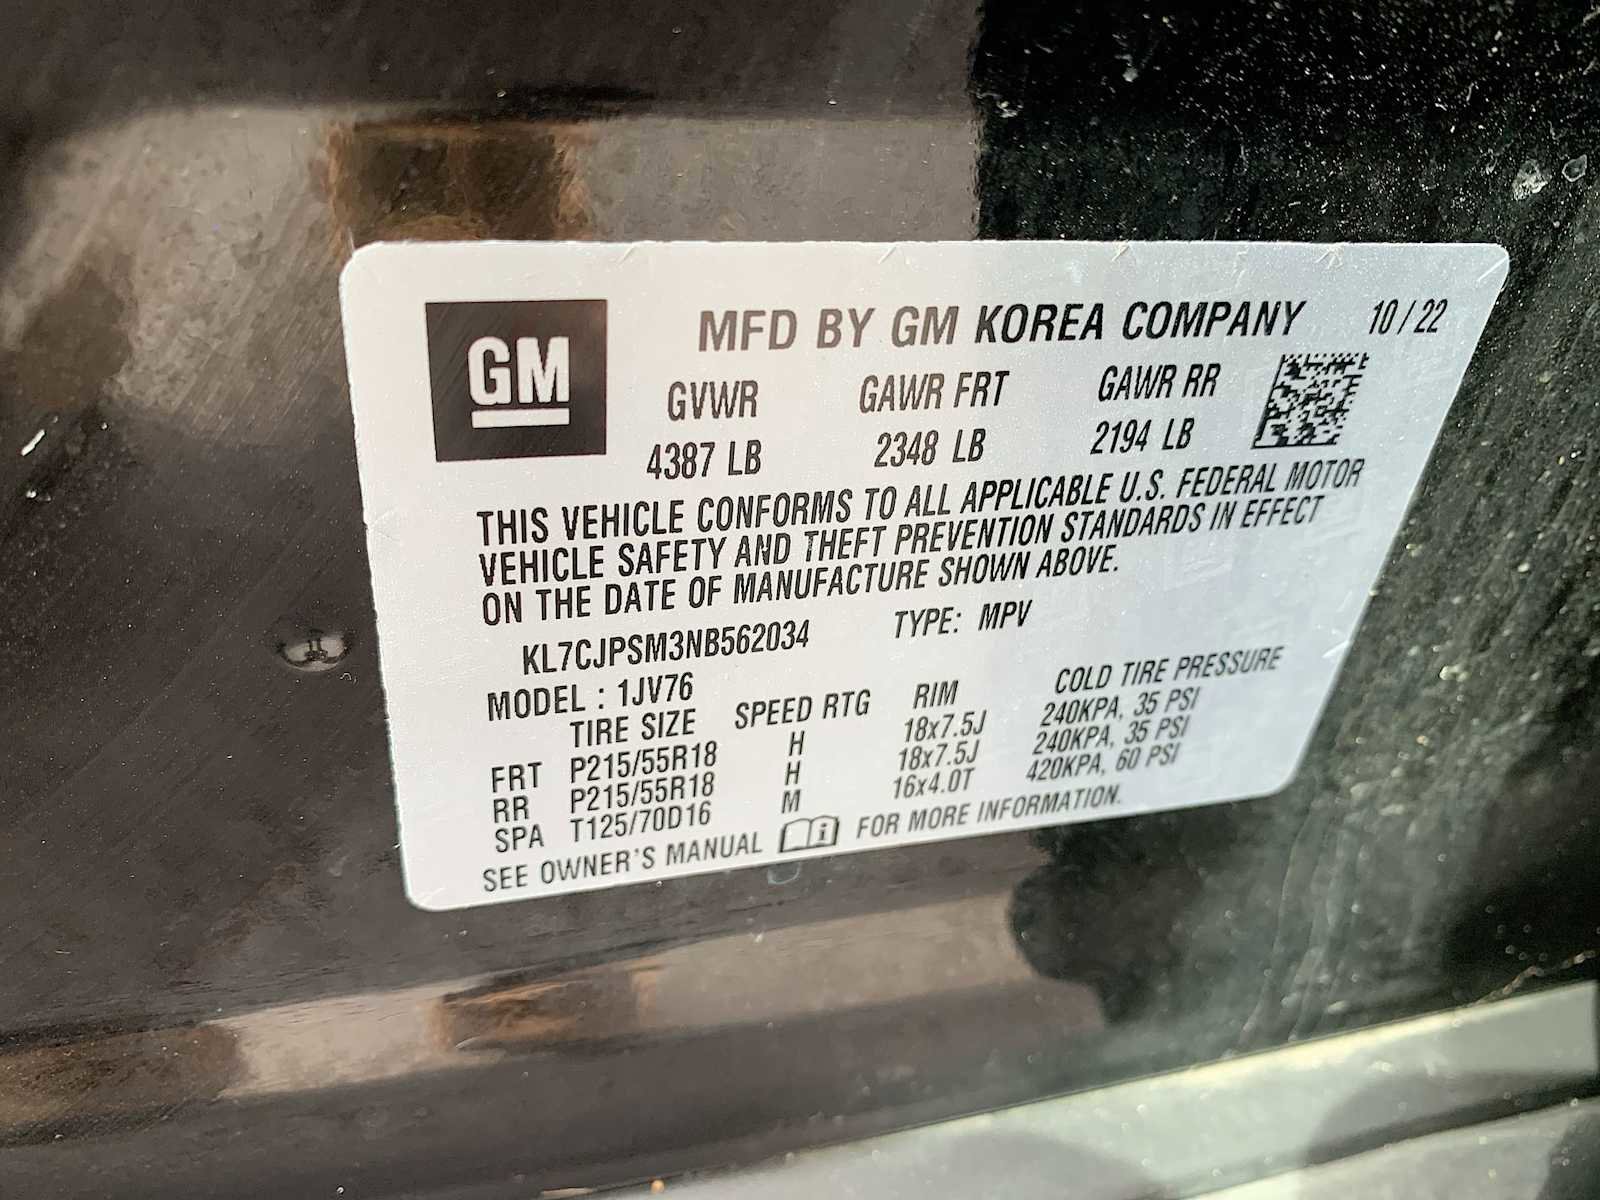 GM
MFD BY GM KOREA COMPANY 10 / 22
GVWR GAWR FRT GAWR RR
4387 LB 2348 LB 2194 LB
THIS VEHICLE CONFORMS TO ALL APPLICABLE U.S. FEDERAL MOTOR
VEHICLE SAFETY AND THEFT PREVENTION STANDARDS IN EFFECT
ON THE DATE OF MANUFACTURE SHOWN ABOVE.
KL7CJPSM3NB562034 TYPE: MPV
MODEL : 1JV76
TIRE SIZE SPEED RTG RIM COLD TIRE PRESSURE
FRT P215/55R18 H 18x7.5J 240KPA, 35 PSI
RR P215/55R18 H 18x7.5J 240KPA, 35 PSI
SPA T125/70D16 M 16x4.0T 420KPA, 60 PSI
SEE OWNER'S MANUAL i FOR MORE INFORMATION.